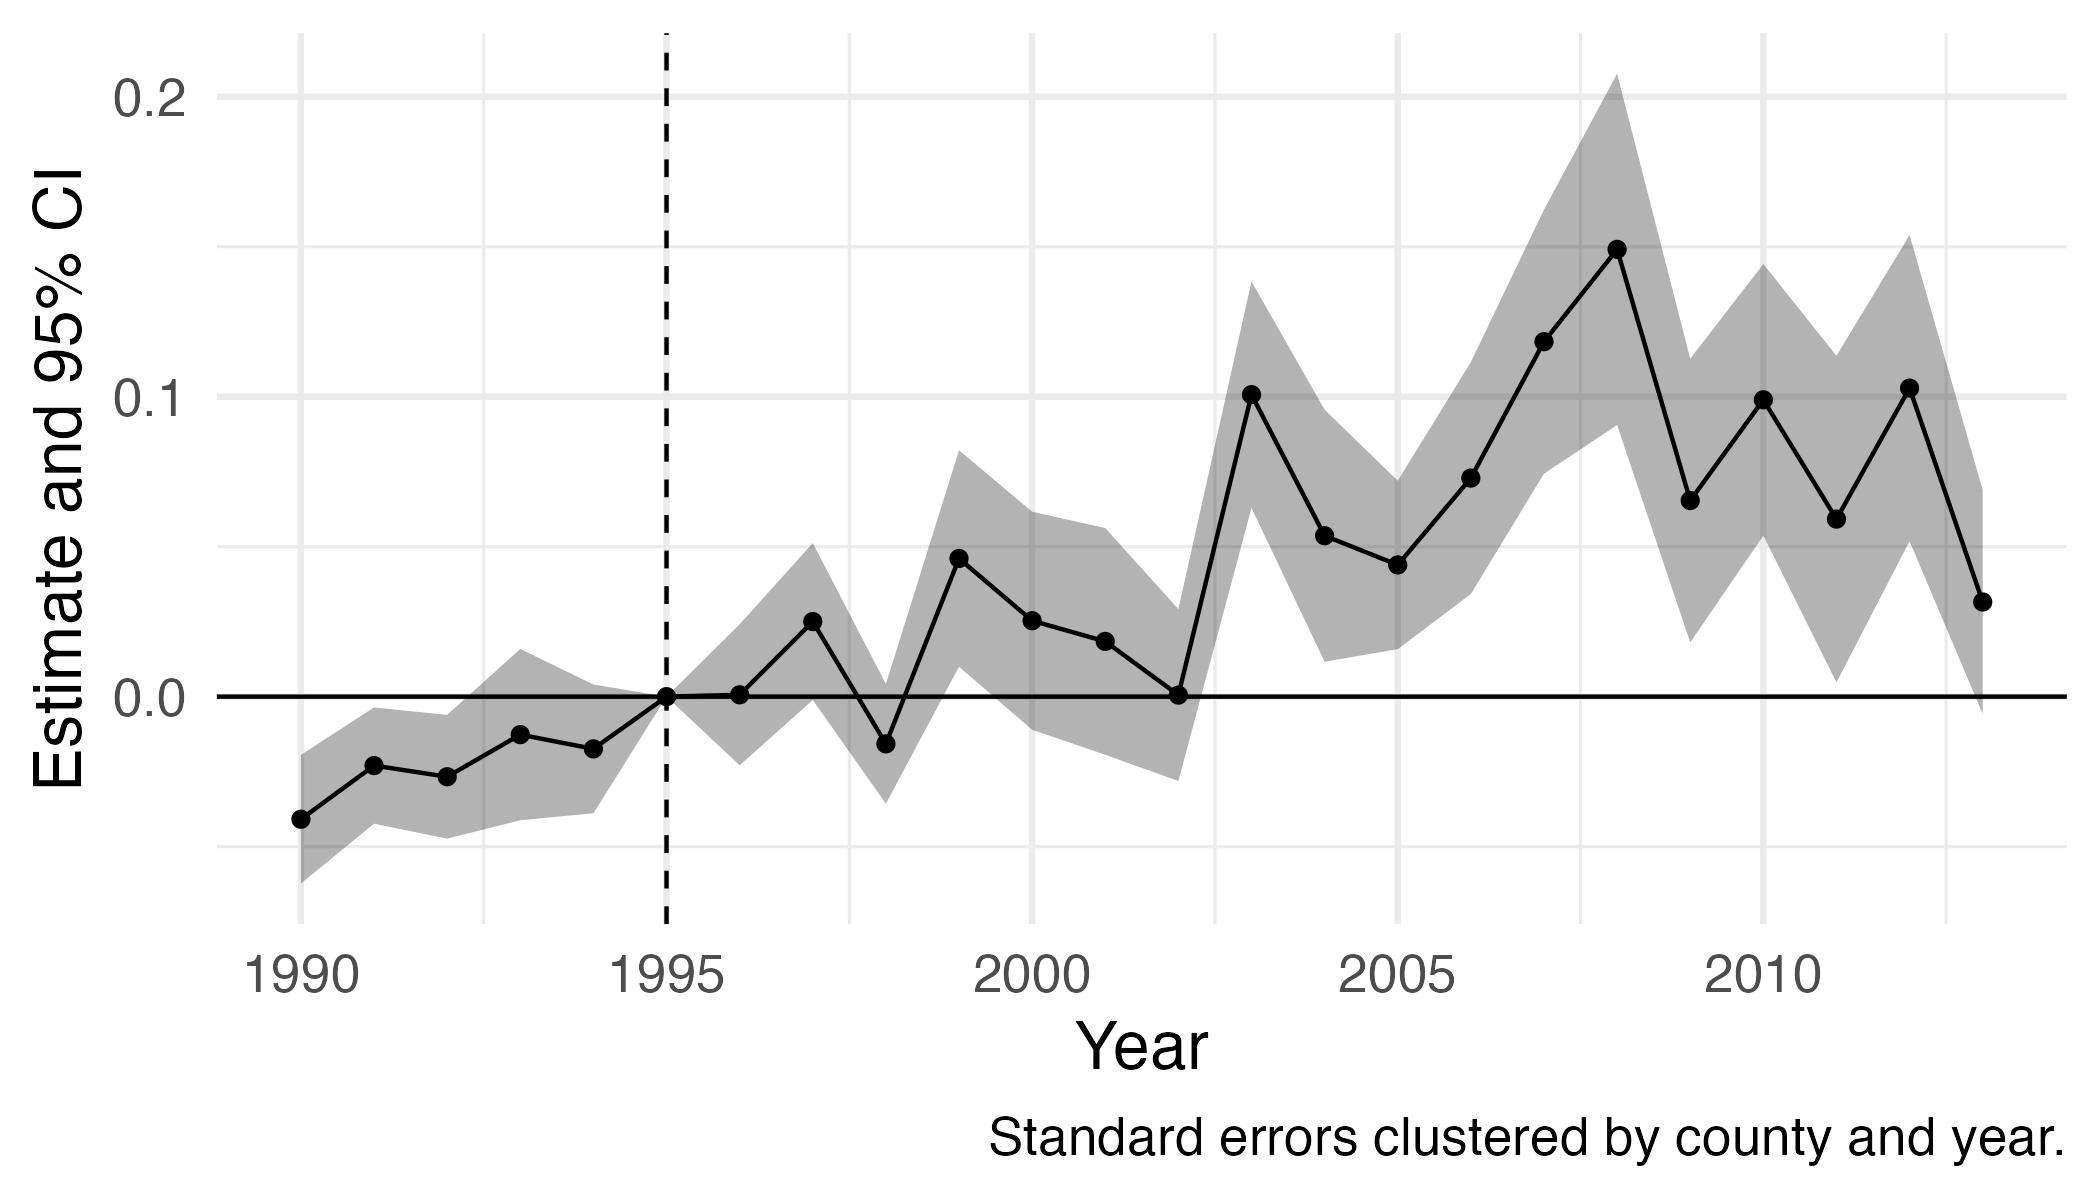 Estimate and 95% CI
0.2
0.1
0.0
1990 1995 2000 2005 2010
Year
Standard errors clustered by county and year.